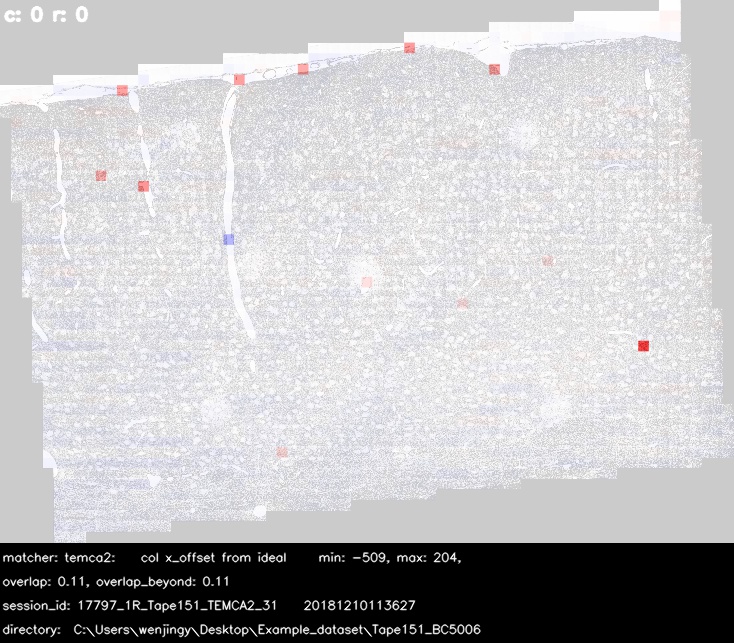 c: 0 r: 0
matcher: temca2: col x_offset from ideal min: -509, max: 204,
overlap: 0.11, overlap_beyond: 0.11
session_id: 17797_1R_Tape151_TEMCA2_31 20181210113627
directory: C:\Users\wenjingy\Desktop\Example_dataset\Tape151_BC5006